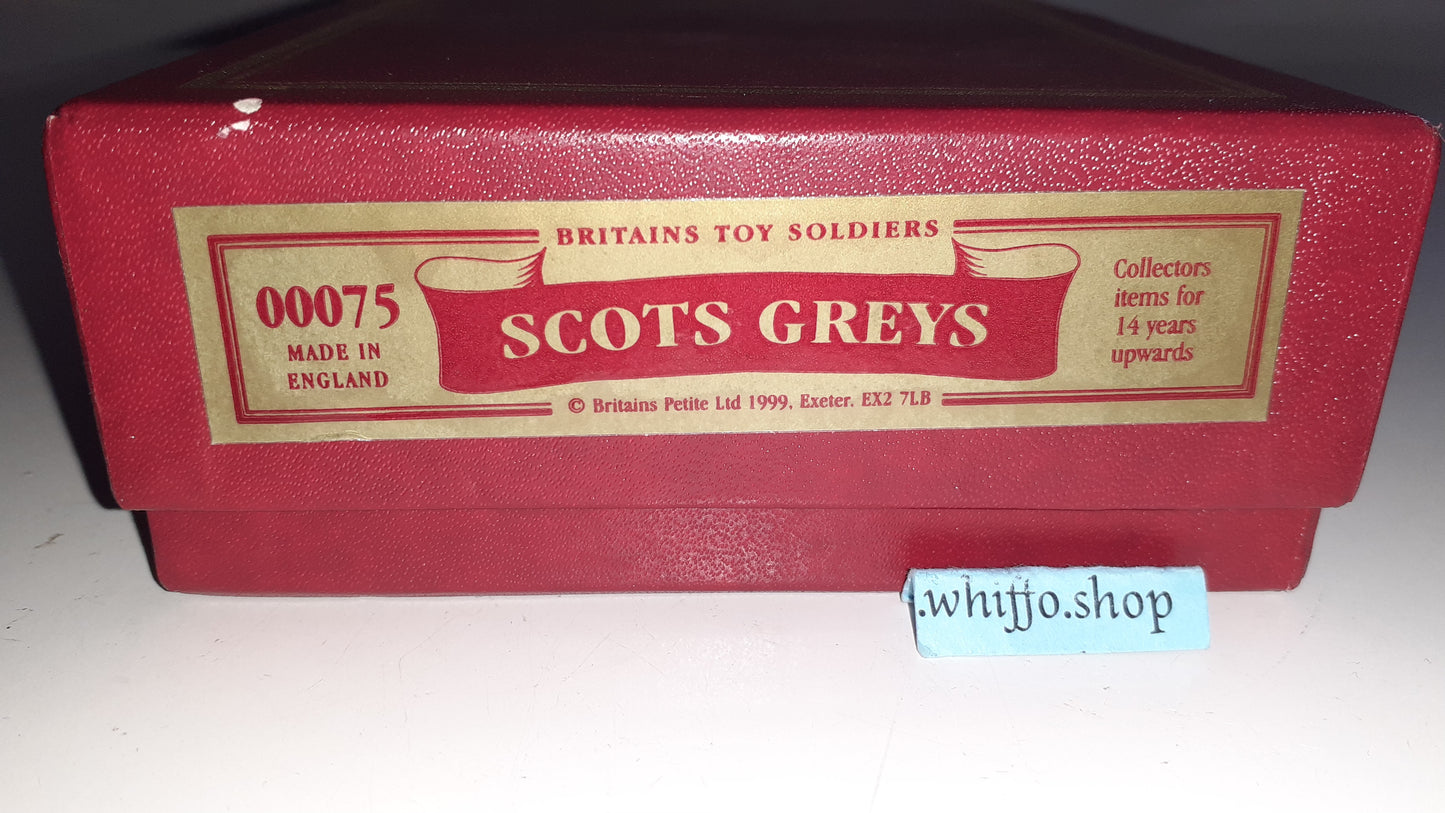 BRITAINS TOY SOLDIERS
00075
MADE IN
ENGLAND
SCOTS GREYS
Collectors
items for
14 years
upwards
© Britains Petite Ltd 1999, Exeter. EX2 7LB
.whiffo.shop